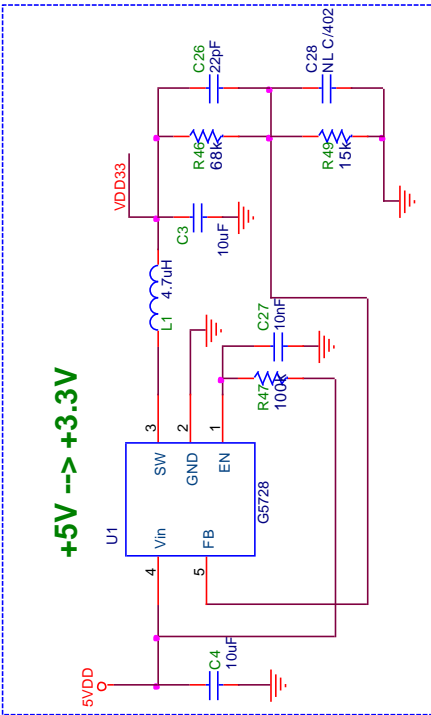 +5V --> +3.3V
5VDD
C4
10uF
U1
4
Vin
5
FB
SW
3
GND
2
EN
1
G5728
L1
4.7uH
VDD33
C3
10uF
R47
100k
C27
10nF
R46
68k
C26
22pF
R49
15k
C28
NL C/402